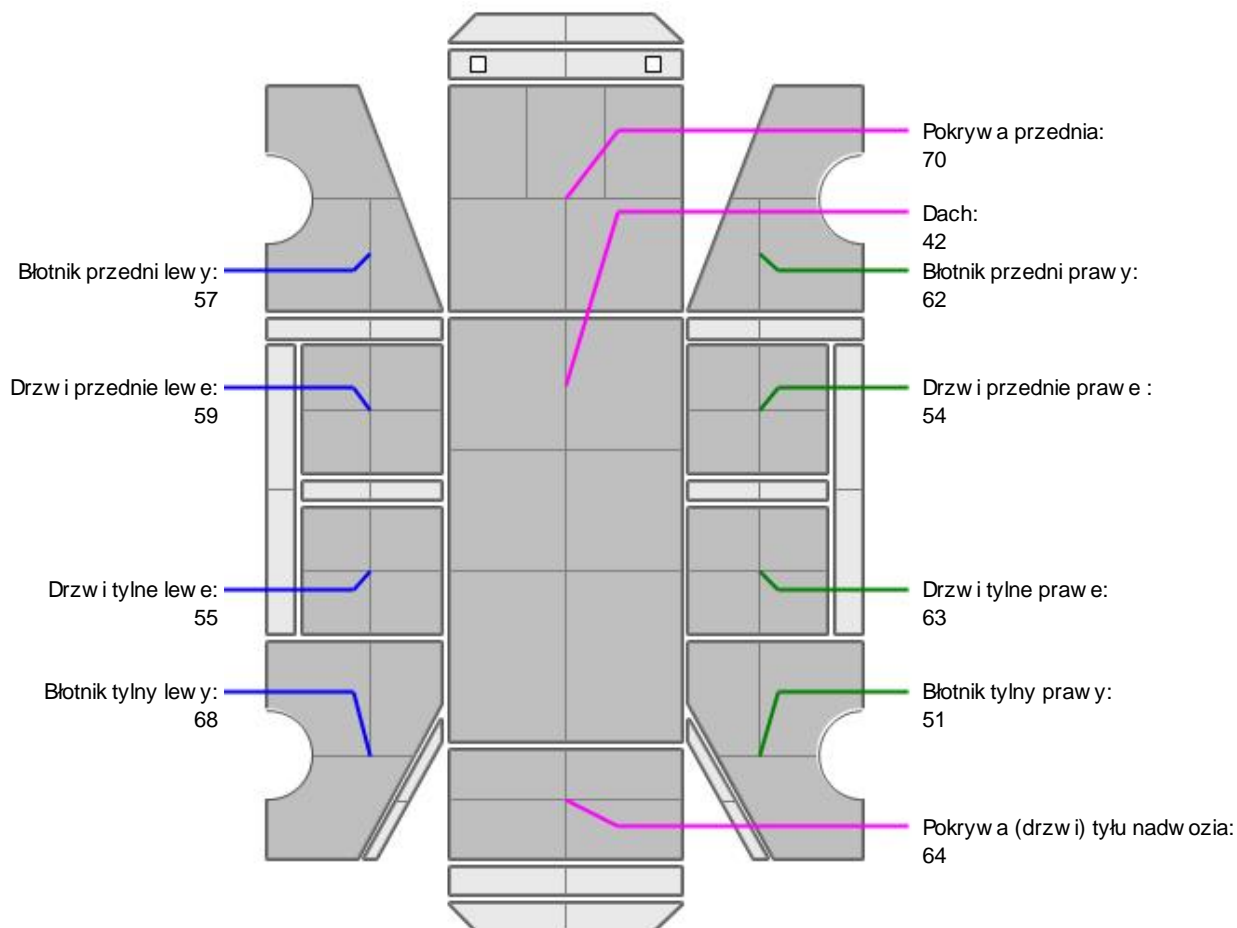 Pokrywa przednia:
70
Dach:
42
Błotnik przedni lewy:
57
Błotnik przedni prawy:
62
Drzwi przednie lewe:
59
Drzwi przednie prawe :
54
Drzwi tylne lewe:
55
Drzwi tylne prawe:
63
Błotnik tylny lewy:
68
Błotnik tylny prawy:
51
Pokrywa (drzwi) tyłu nadwozia:
64